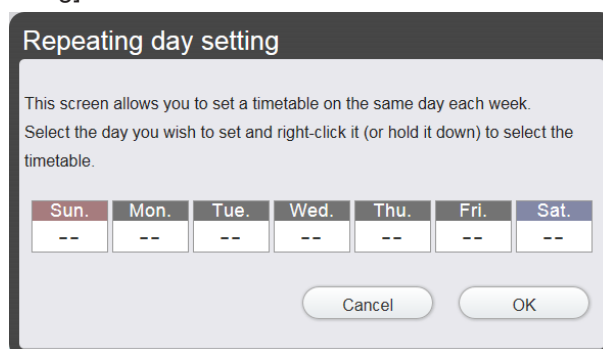 g]
Repeating day setting
This screen allows you to set a timetable on the same day each week.
Select the day you wish to set and right-click it (or hold it down) to select the
timetable.
Sun. Mon. Tue. Wed. Thu. Fri. Sat.
-- -- -- -- -- -- --
Cancel OK